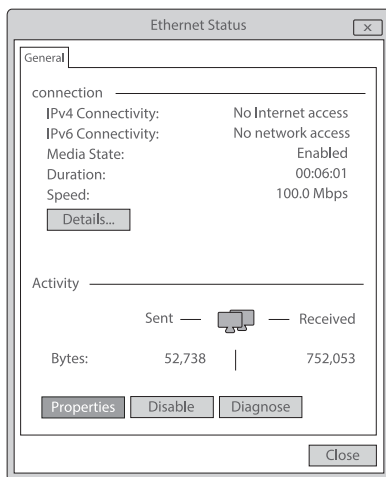 Ethernet Status
×
General
connection
IPv4 Connectivity: No Internet access
IPv6 Connectivity: No network access
Media State: Enabled
Duration: 00:06:01
Speed: 100.0 Mbps
Details...
Activity
Sent Received
Bytes: 52,738 752,053
Properties Disable Diagnose
Close